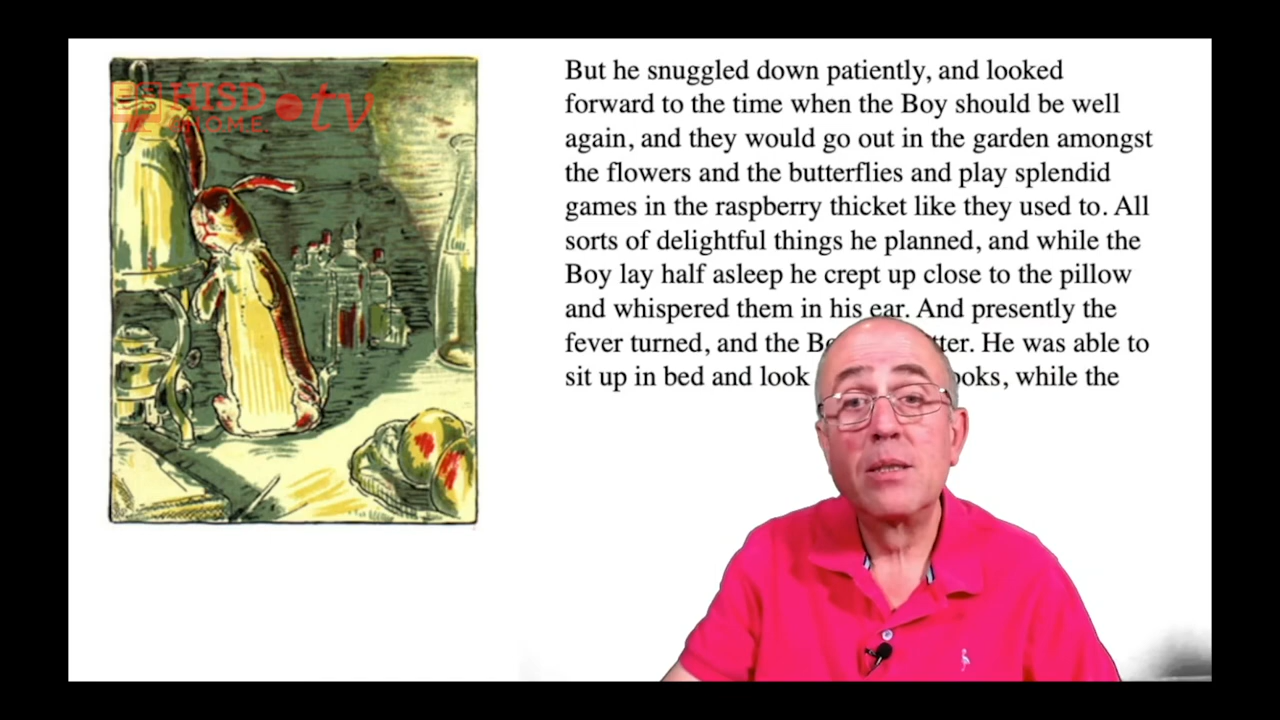 HISD
@ H.O.M.E.
tv
But he snuggled down patiently, and looked
forward to the time when the Boy should be well
again, and they would go out in the garden amongst
the flowers and the butterflies and play splendid
games in the raspberry thicket like they used to. All
sorts of delightful things he planned, and while the
Boy lay half asleep he crept up close to the pillow
and whispered them in his ear. And presently the
fever turned, and the He was able to
sit up in bed and look while the